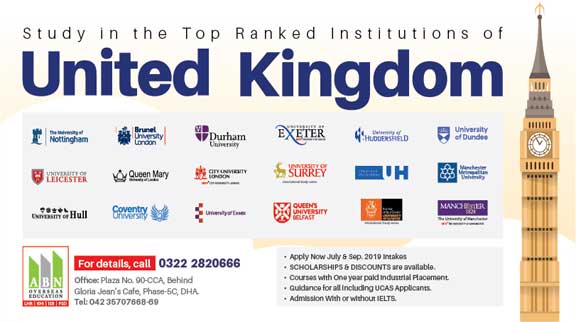 Study in the Top Ranked Institutions of
United Kingdom
The University of
Nottingham
Brunel
University
London
Durham
University
UNIVERSITY OF
EXETER
University of
HUDDERSFIELD
University
of Dundee
UNIVERSITY OF
LEICESTER
Queen Mary
University of London
CITY UNIVERSITY
LONDON
UNIVERSITY OF
SURREY
UH
Manchester
Metropolitan
University
UNIVERSITY OF Hull
Coventry
University
University of Essex
QUEEN'S
UNIVERSITY
BELFAST
MANCHESTER
1824
The University of Manchester
ABN
OVERSEAS
EDUCATION
LHR | KHI | ISB | FSD
For details, call 0322 2820666
Office: Plaza No. 90-CCA, Behind
Gloria Jean's Cafe, Phase-5C, DHA.
Tel: 042 35707668-69
• Apply Now July & Sep. 2019 Intakes
• SCHOLARSHIPS & DISCOUNTS are available.
• Courses with One year paid Industrial Placement.
• Guidance for all including UCAS Applicants.
• Admission With or without IELTS.